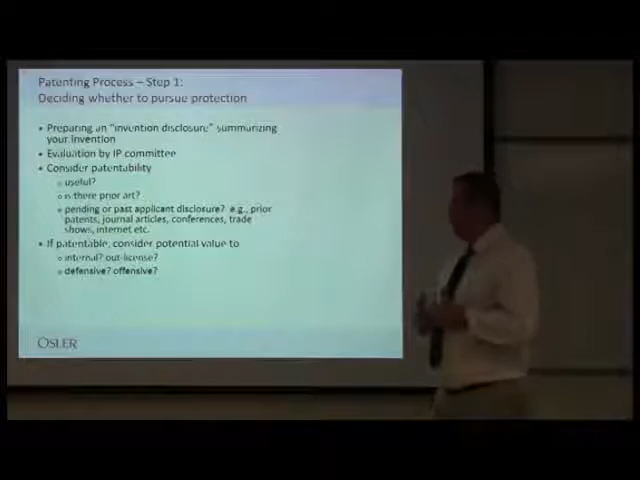 Patenting Process – Step 1:
Deciding whether to pursue protection
• Preparing an "invention disclosure" summarizing
your invention
• Evaluation by IP committee
• Consider patentability
o useful?
o is there prior art?
o pending or past applicant disclosure? e.g., prior
patents, journal articles, conferences, trade
shows, internet etc.
• If patentable, consider potential value to
o internal? out-license?
o defensive? offensive?
OSLER